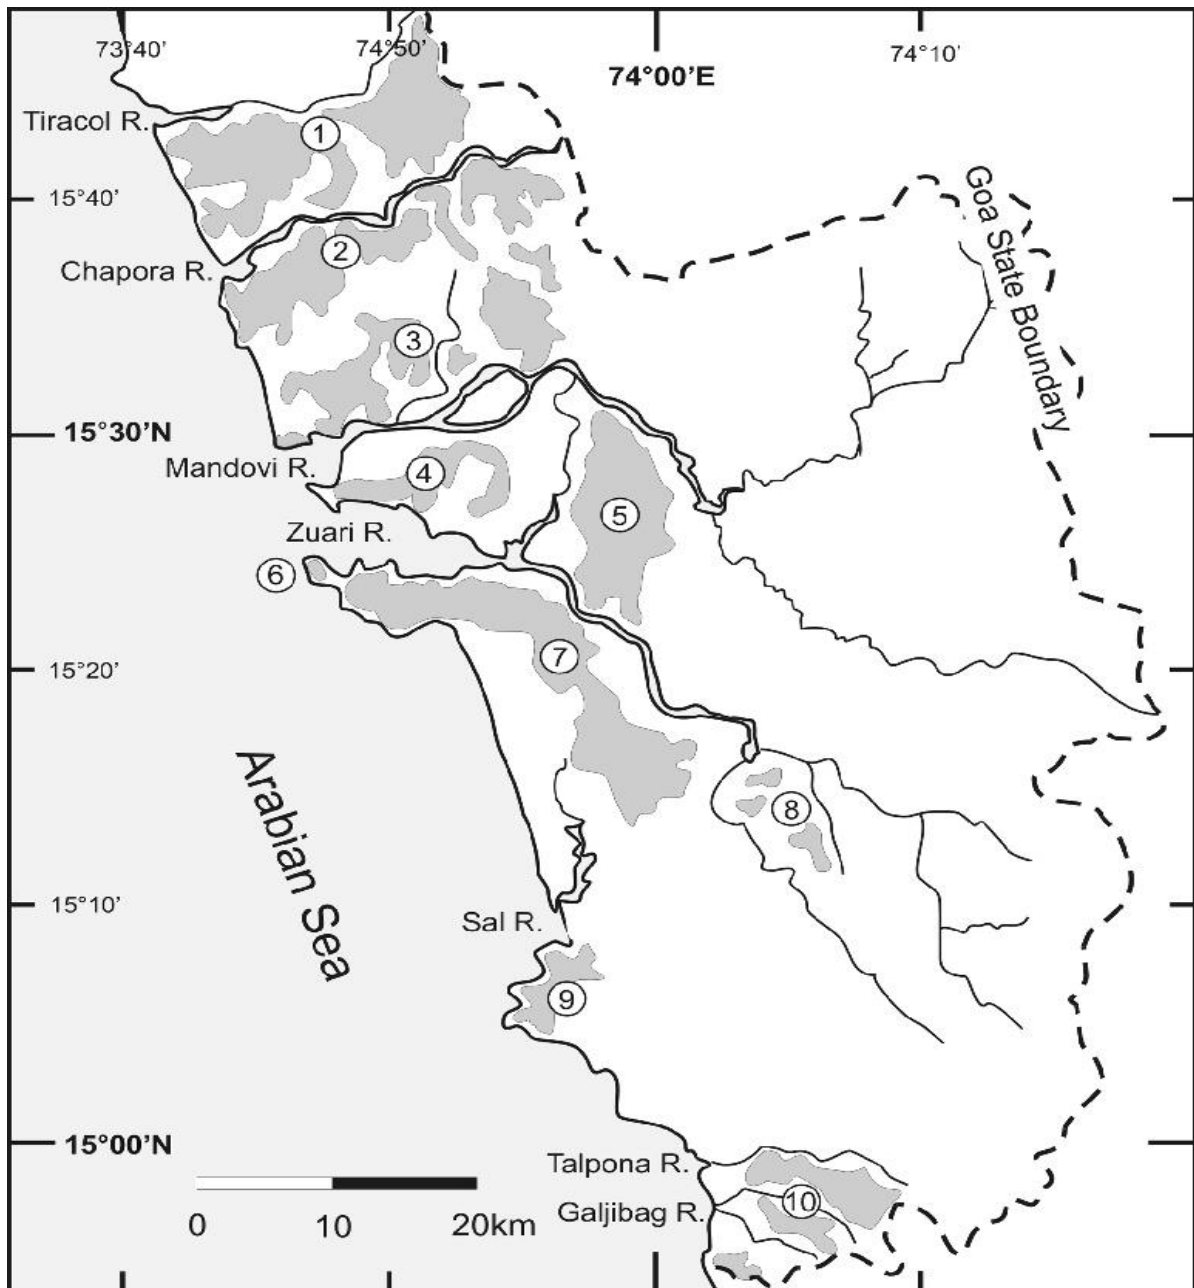 73°40'
74°50'
74°00'E
74°10'
Tiracol R.
1
15°40'
Goa State Boundary
2
Chapora R.
3
15°30'N
Mandovi R.
4
5
Zuari R.
6
7
15°20'
Arabian Sea
8
15°10'
Sal R.
9
15°00'N
Talpona R.
10
Galjibag R.
0 10 20km